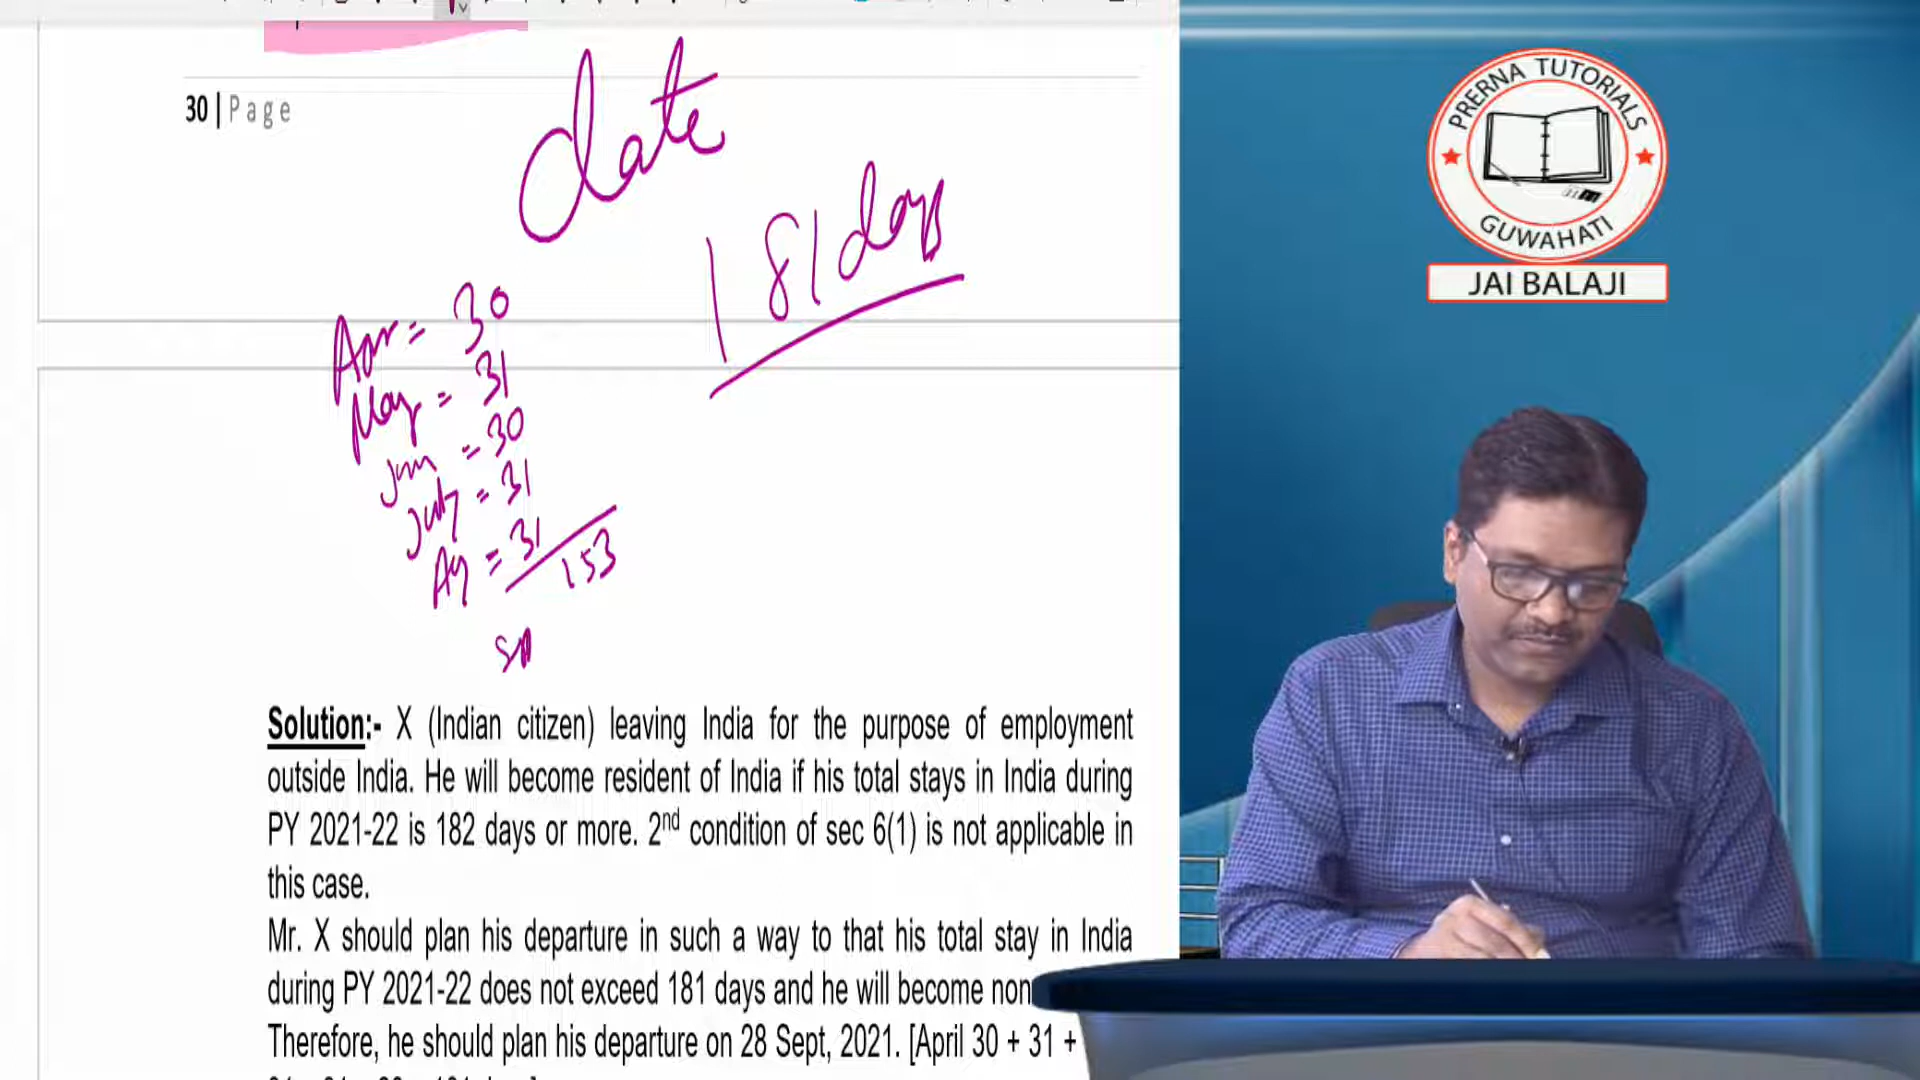 30 | Page
date
181 days
Apr = 30
May = 31
Jun = 30
July = 31
Ag = 31
153
Solution:- X (Indian citizen) leaving India for the purpose of employment
outside India. He will become resident of India if his total stays in India during
PY 2021-22 is 182 days or more. 2nd condition of sec 6(1) is not applicable in
this case.
Mr. X should plan his departure in such a way to that his total stay in India
during PY 2021-22 does not exceed 181 days and he will become non
Therefore, he should plan his departure on 28 Sept, 2021. [April 30 + 31 +
PRERNA TUTORIALS
GUWAHATI
JAI BALAJI